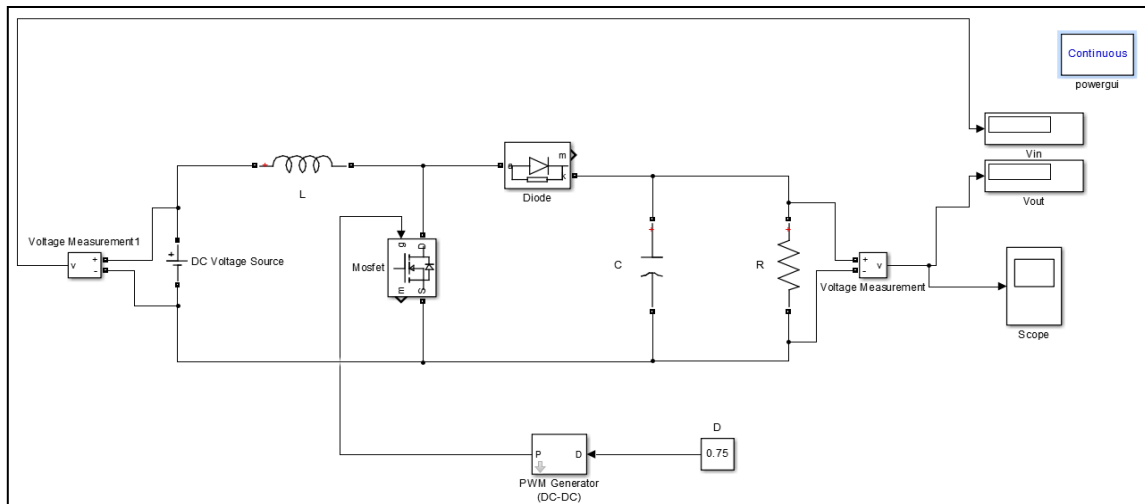 Continuous
powergui
Vin
Vout
L
a
m
k
Diode
Voltage Measurement1
v
+
-
+
DC Voltage Source
Mosfet
g
D
m
S
+
C
+
R
+
-
v
Voltage Measurement
Scope
+
D
P
D
0.75
PWM Generator
(DC-DC)